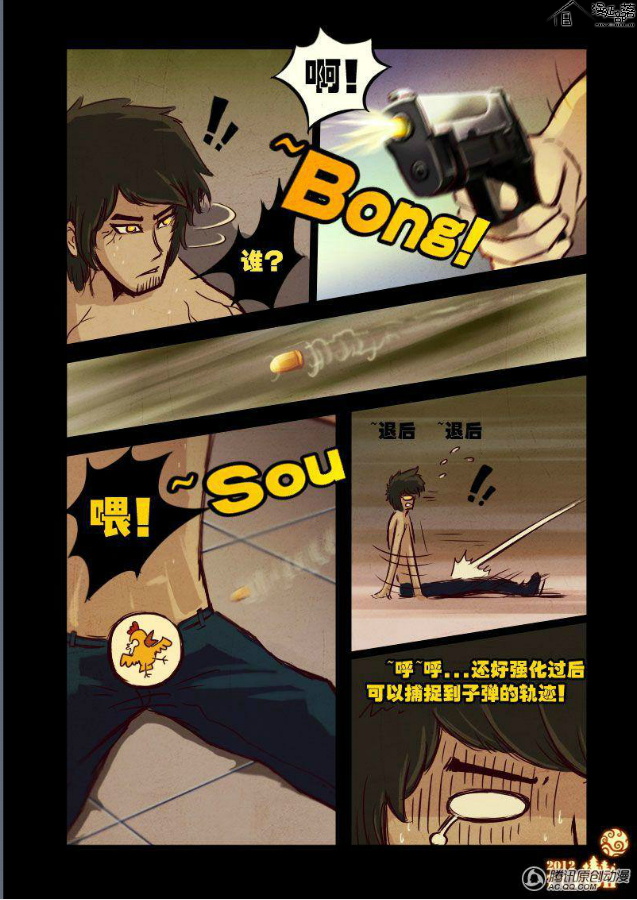 啊!
!!
谁?
~Bong!
~退后 ~退后
!!
喂!
~Sou
~呼~呼...还好强化过后
可以捕捉到子弹的轨迹!
2012
腾讯原创动漫
AC.QQ.COM